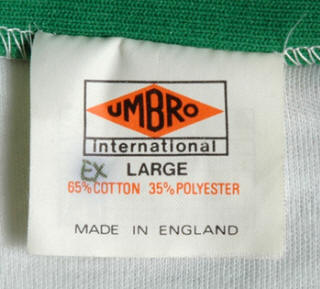 UMBRO
international
EX LARGE
65% COTTON 35% POLYESTER
MADE IN ENGLAND